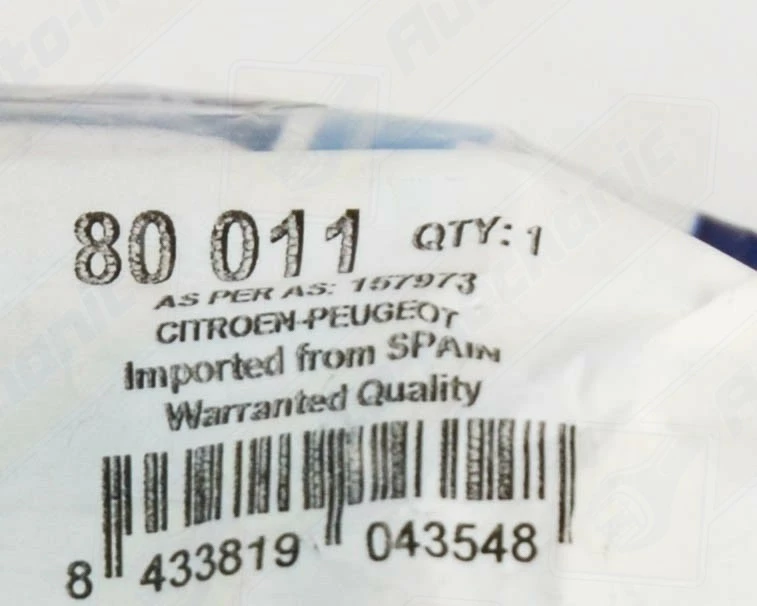 80 011 QTY: 1
AS PER AS: 157973
CITROEN-PEUGEOT
Imported from SPAIN
Warranted Quality
8 433819 043548